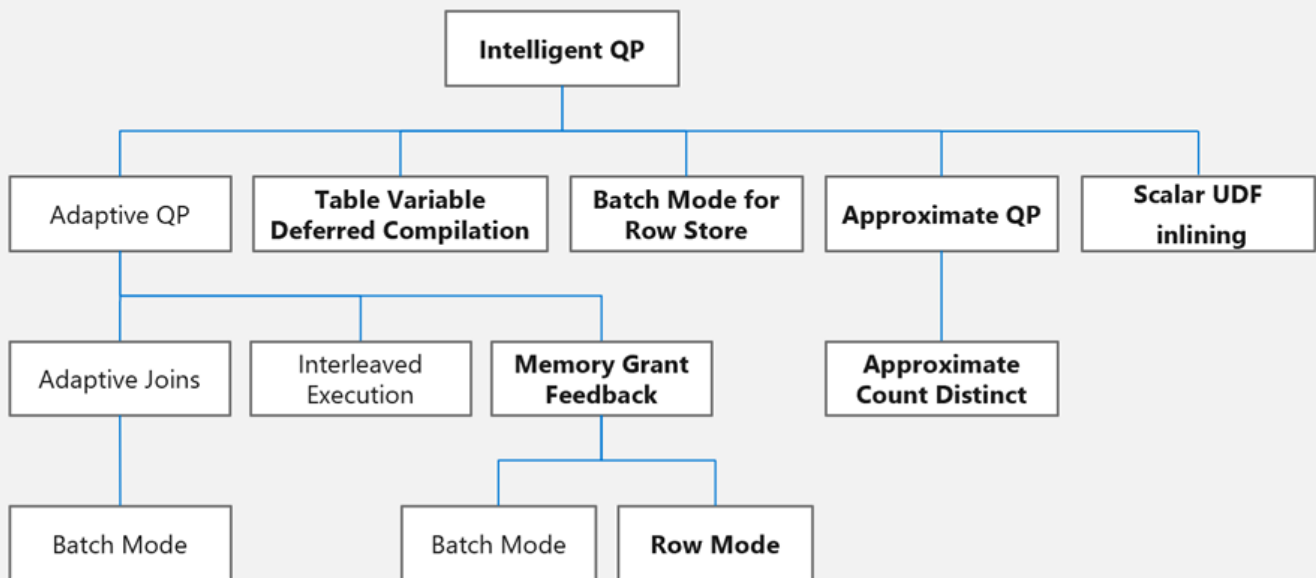 Intelligent QP
Adaptive QP
Table Variable
Deferred Compilation
Batch Mode for
Row Store
Approximate QP
Scalar UDF
inlining
Adaptive Joins
Interleaved
Execution
Memory Grant
Feedback
Approximate
Count Distinct
Batch Mode
Batch Mode
Row Mode